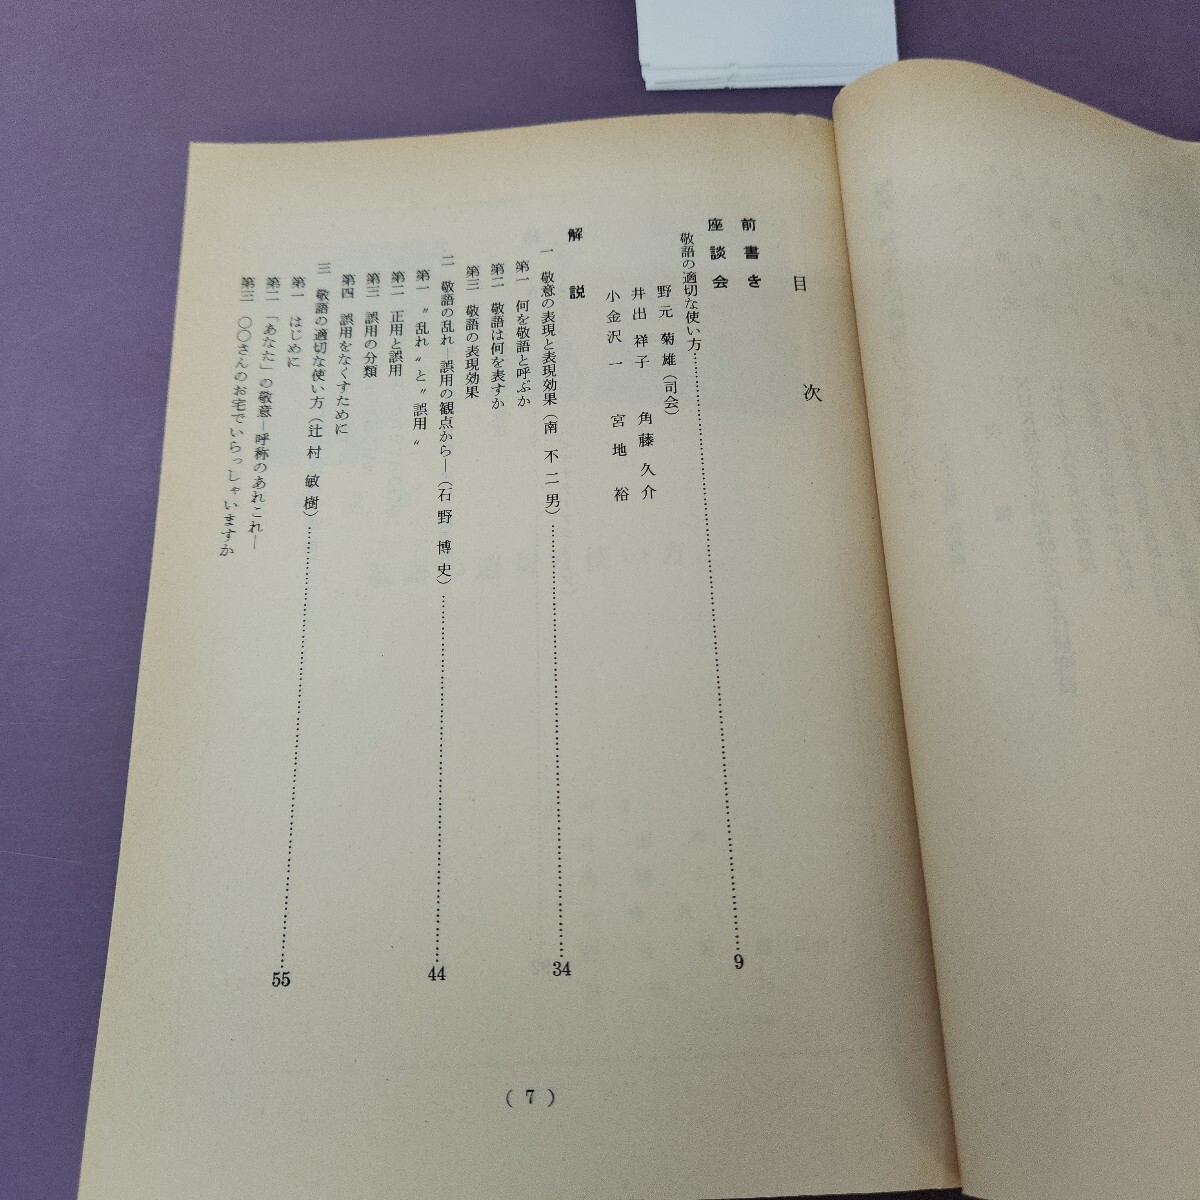 目次
前書き
座談会
敬語の適切な使い方……9
野元菊雄(司会)
井出祥子 角藤久介
小金沢一 宮地裕
解説
一 敬意の表現と表現効果(南不二男)……34
第一 何を敬語と呼ぶか
第二 敬語は何を表すか
第三 敬語の表現効果
二 敬語の乱れ―誤用の観点から―(石野博史)……44
第一 〝乱れ〟と〝誤用〟
第二 正用と誤用
第三 誤用の分類
第四 誤用をなくすために
三 敬語の適切な使い方(辻村敏樹)……55
第一 はじめに
第二 「あなた」の敬意―呼称のあれこれ―
第三 〇〇さんのお宅でいらっしゃいますか
(7)